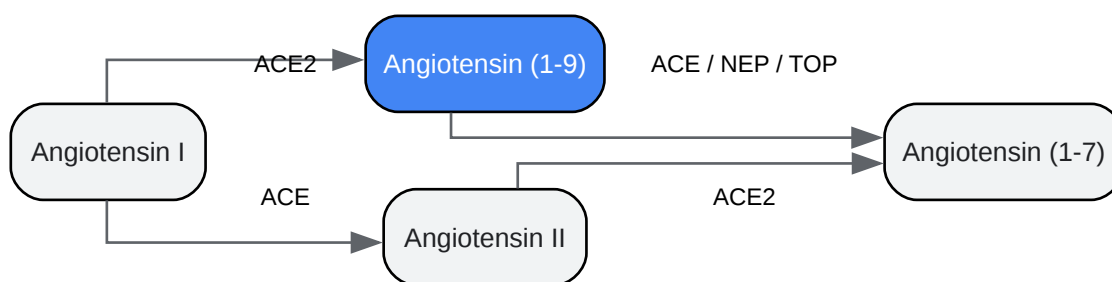 ACE2
Angiotensin (1-9)
ACE / NEP / TOP
Angiotensin I
Angiotensin (1-7)
ACE
ACE2
Angiotensin II